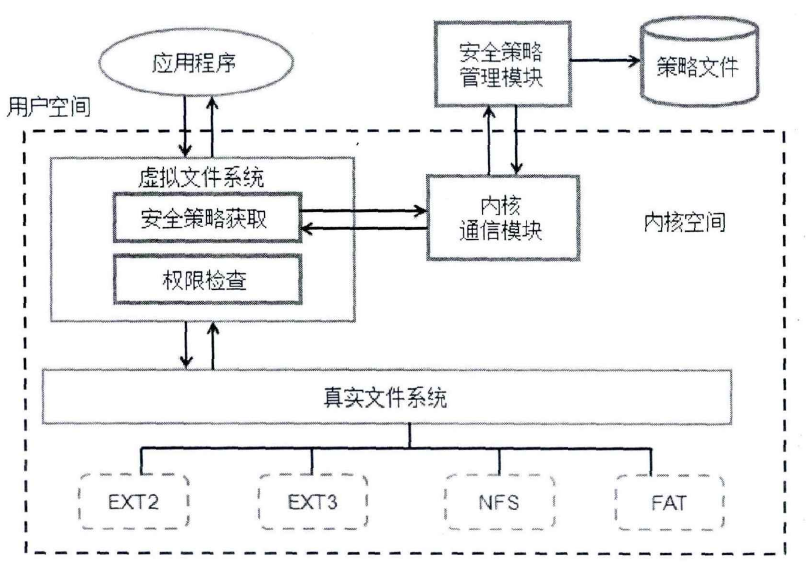 应用程序
安全策略
管理模块
策略文件
用户空间
虚拟文件系统
安全策略获取
权限检查
内核
通信模块
内核空间
真实文件系统
EXT2
EXT3
NFS
FAT